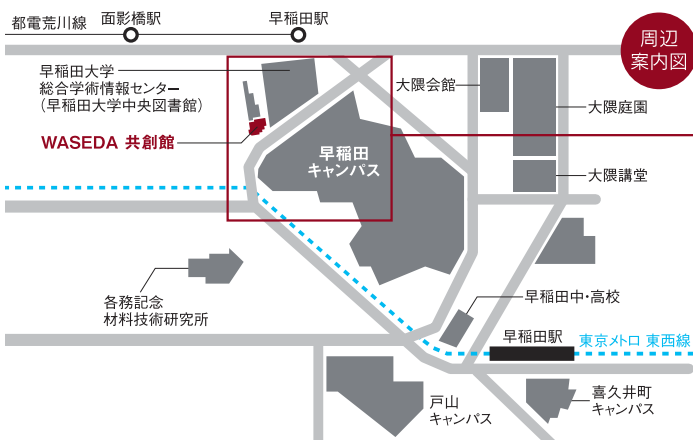 都電荒川線
面影橋駅
早稲田駅
周辺
案内図
早稲田大学
総合学術情報センター
(早稲田大学中央図書館)
大隈会館
大隈庭園
WASEDA 共創館
早稲田
キャンパス
大隈講堂
各務記念
材料技術研究所
早稲田中・高校
早稲田駅
東京メトロ 東西線
戸山
キャンパス
喜久井町
キャンパス